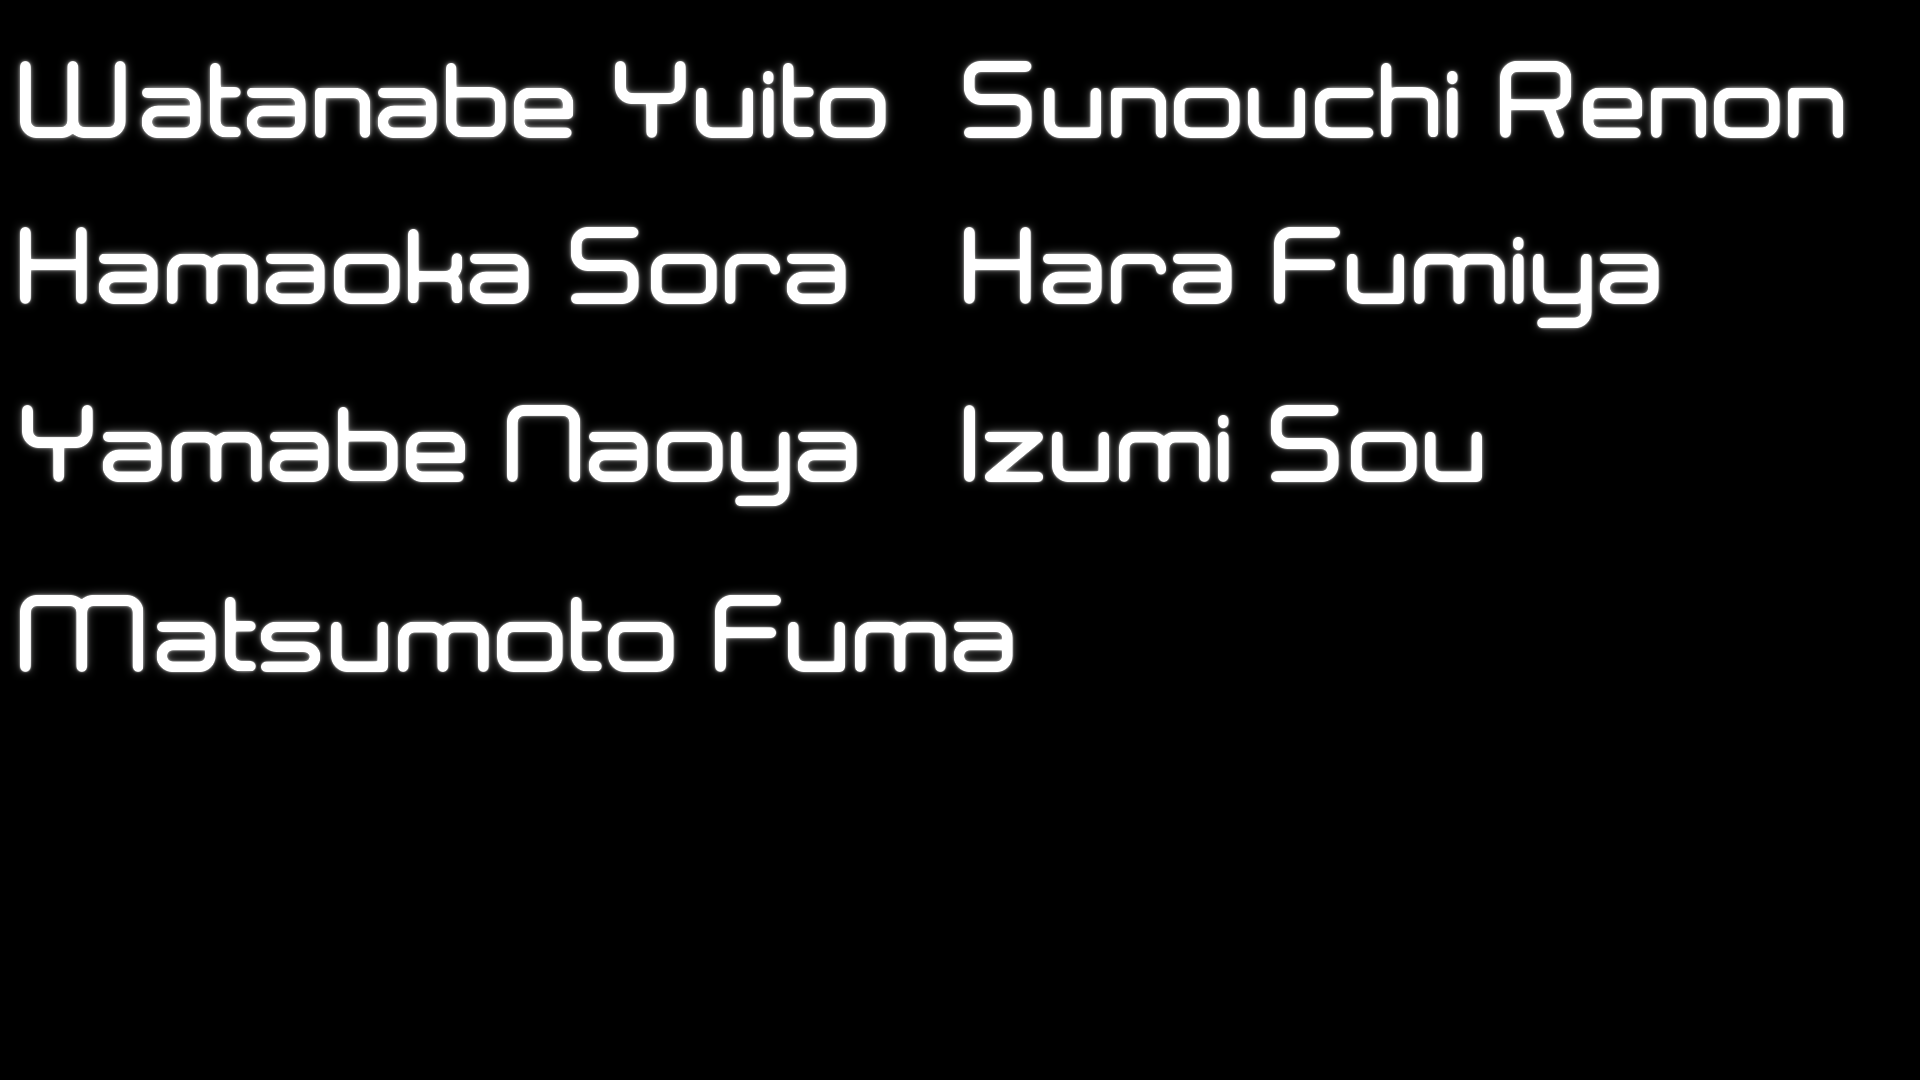 Watanabe Yuito Sunouchi Renon
Hamaoka Sora Hara Fumiya
Yamabe Naoya Izumi Sou
Matsumoto Fuma